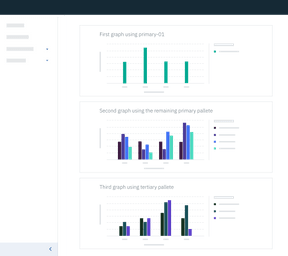 First graph using primary-01
Second graph using the remaining primary pallete
Third graph using tertiary pallete